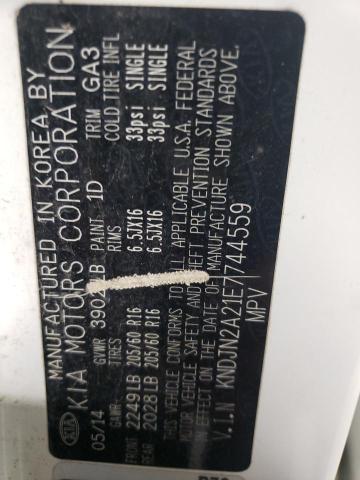 MANUFACTURED IN KOREA BY
KIA KIA MOTORS CORPORATION
05/14 GVWR 3902LB PAINT 1D TRIM GA3
GAWR TIRES RIMS COLD TIRE INFL
FRONT 2249LB 205/60 R16 6.5JX16 33psi SINGLE
REAR 2028LB 205/60 R16 6.5JX16 33psi SINGLE
THIS VEHICLE CONFORMS TO ALL APPLICABLE U.S.A. FEDERAL
MOTOR VEHICLE SAFETY AND THEFT PREVENTION STANDARDS
IN EFFECT ON THE DATE OF MANUFACTURE SHOWN ABOVE.
V.I.N KNDJN2A21E7744559
MPV